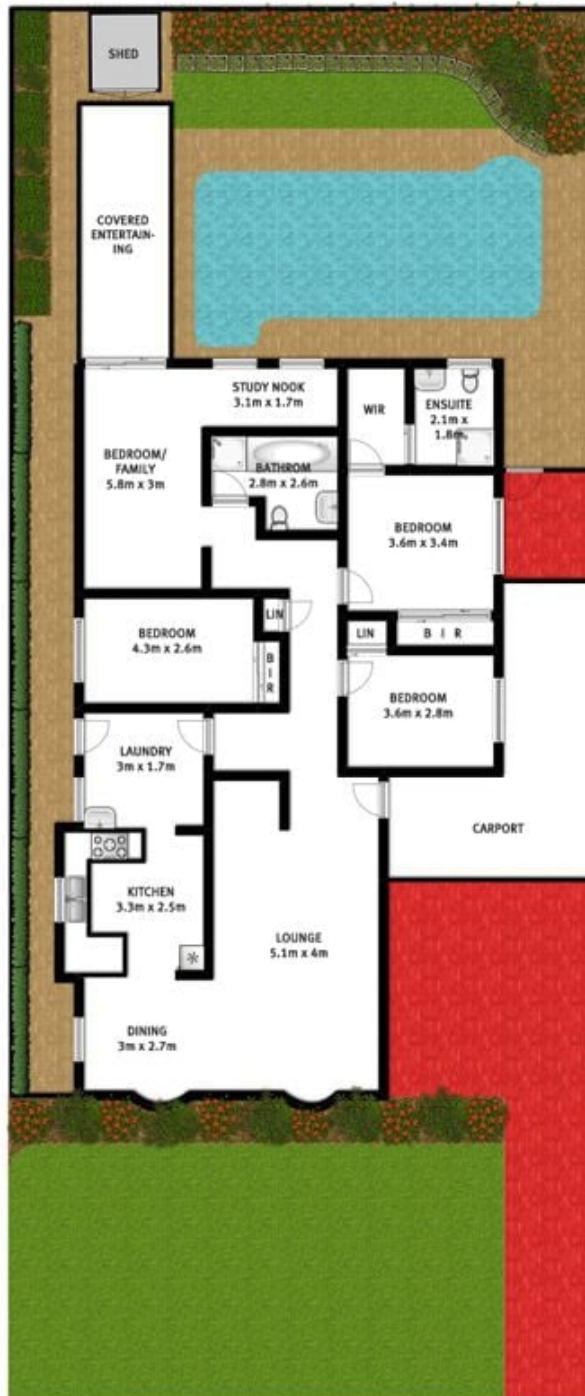 SHED
COVERED
ENTERTAIN-
ING
STUDY NOOK
3.1m x 1.7m
WIR
ENSUITE
2.1m x
1.8m
BEDROOM/
FAMILY
5.8m x 3m
BATHROM
2.8m x 2.6m
BEDROOM
3.6m x 3.4m
BEDROOM
4.3m x 2.6m
LIN
B I R
LIN
B I R
BEDROOM
3.6m x 2.8m
LAUNDRY
3m x 1.7m
CARPORT
KITCHEN
3.3m x 2.5m
LOUNGE
5.1m x 4m
DINING
3m x 2.7m